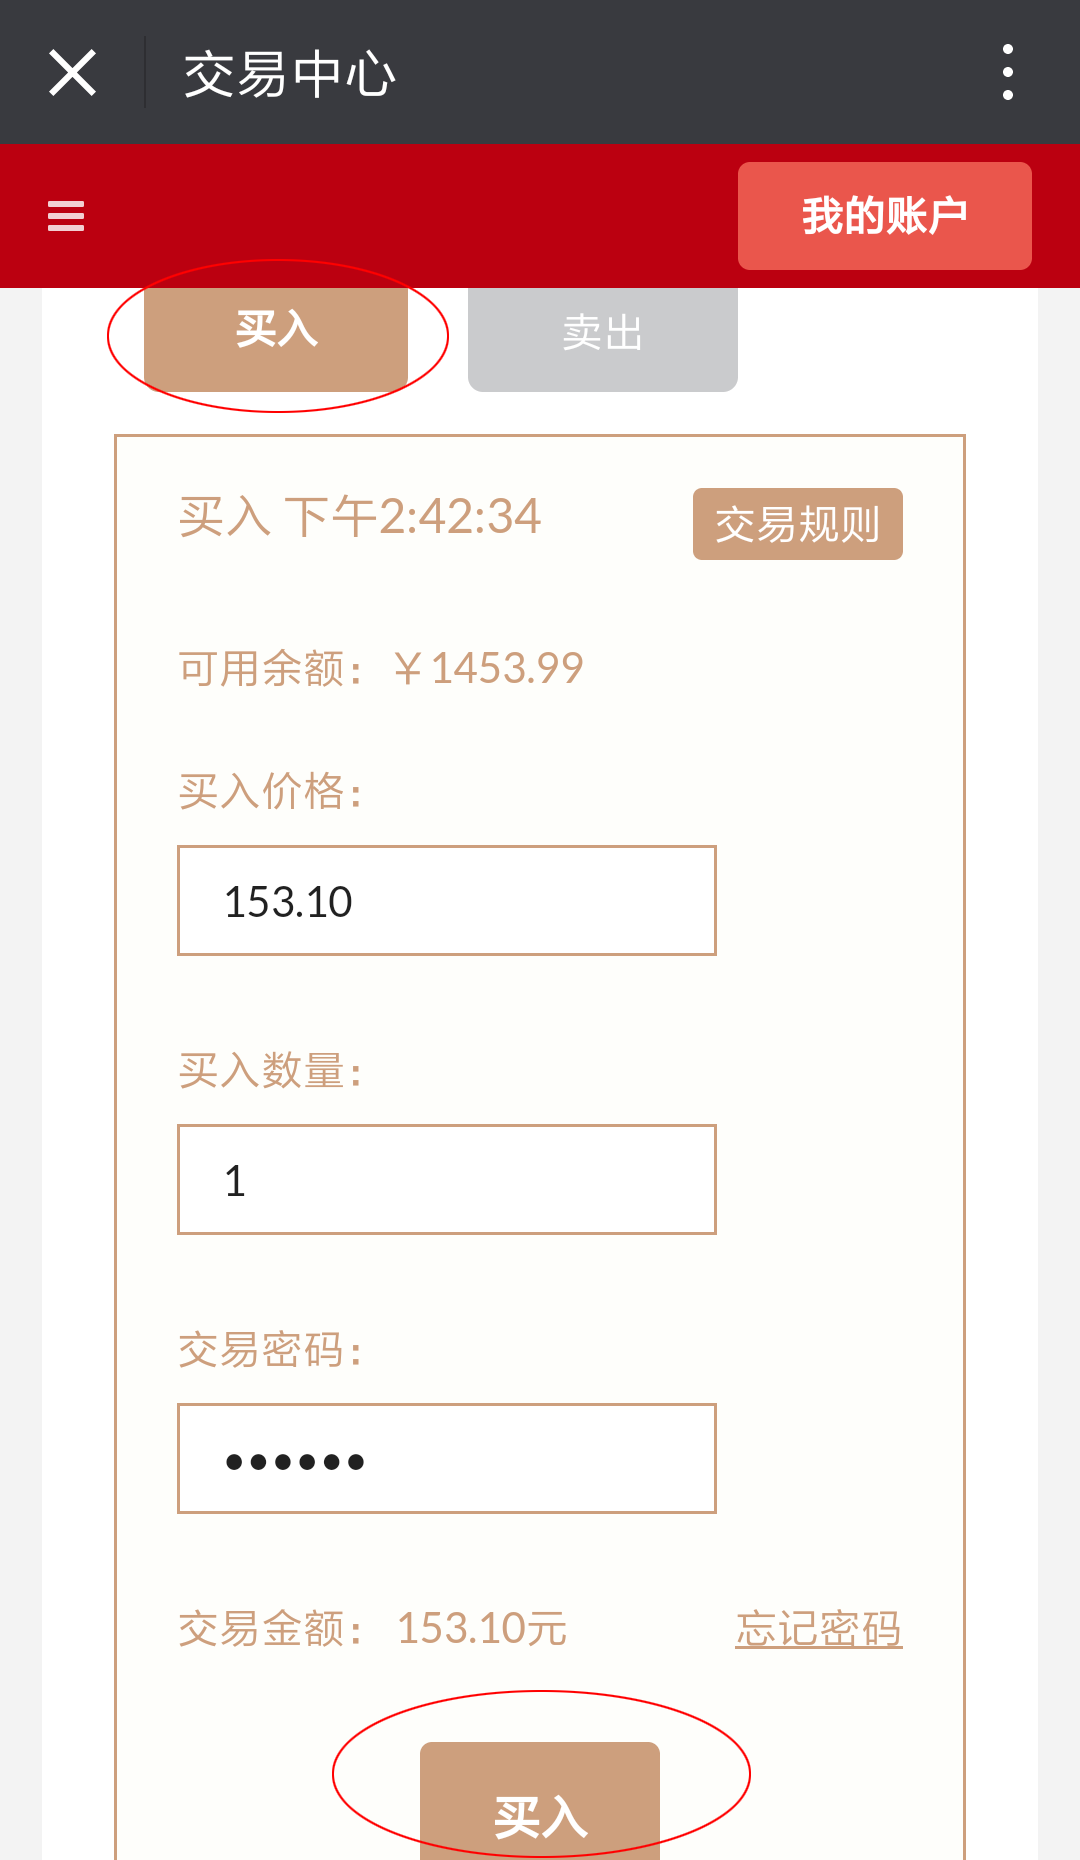 交易中心
我的账户
买入
卖出
买入 下午2:42:34
交易规则
可用余额：￥1453.99
买入价格：
153.10
买入数量：
1
交易密码：
••••••
交易金额：153.10元
忘记密码
买入